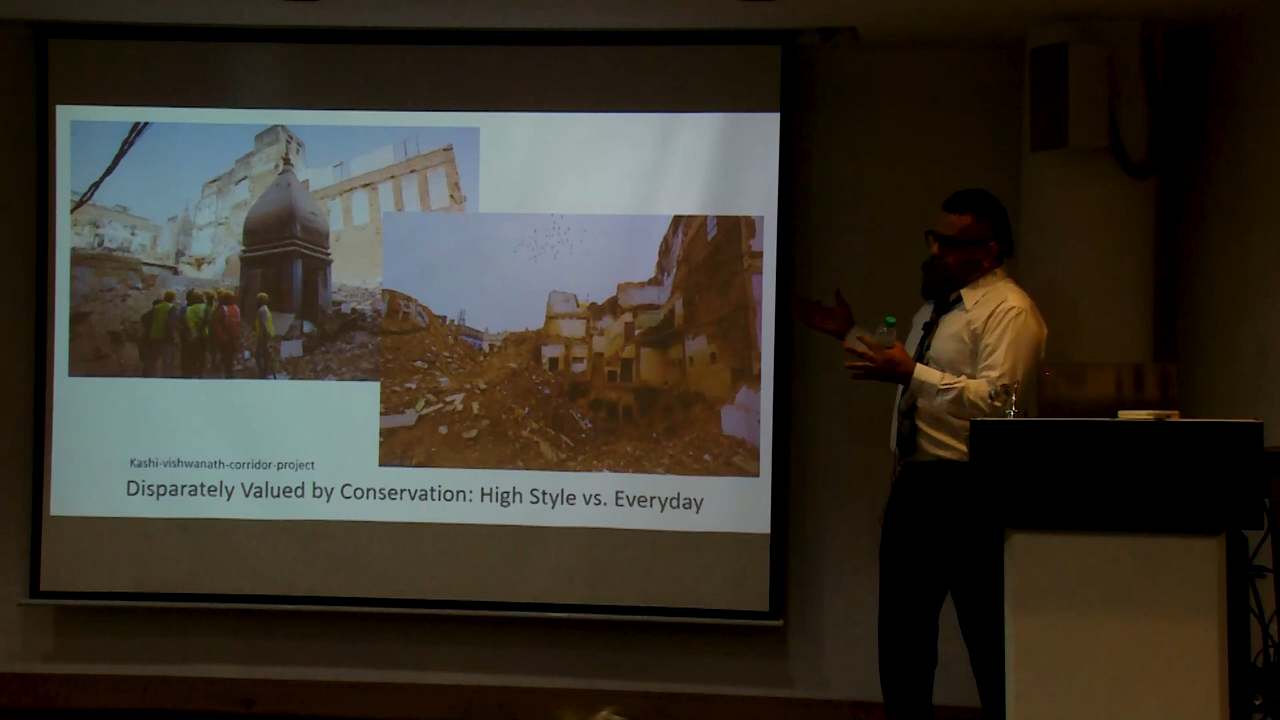 Kashi-vishwanath-corridor-project
Disparately Valued by Conservation: High Style vs. Everyday